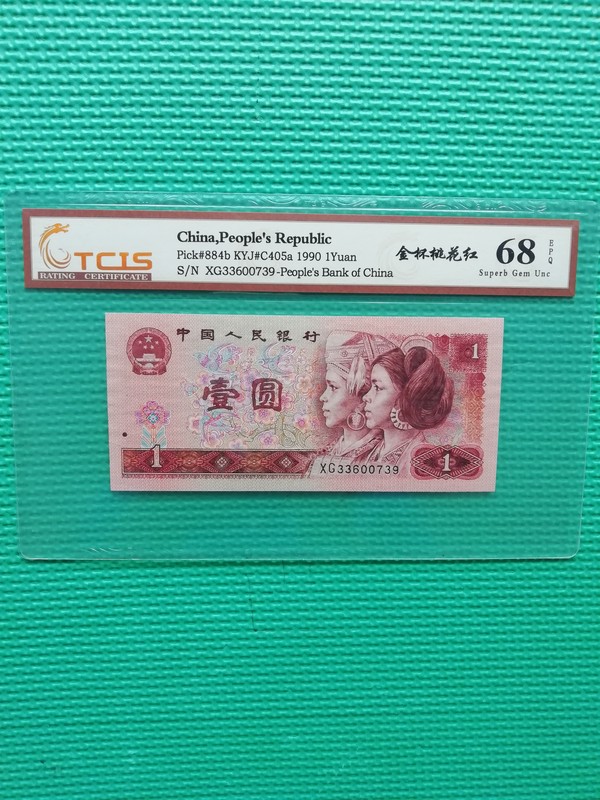 TCIS
RATING CERTIFICATE
China,People's Republic
Pick#884b KYJ#C405a 1990 1Yuan
S/N XG33600739-People's Bank of China
金杯桃花红
68
EPQ
Superb Gem Unc
中国人民银行
1
壹圆
1
XG33600739
1